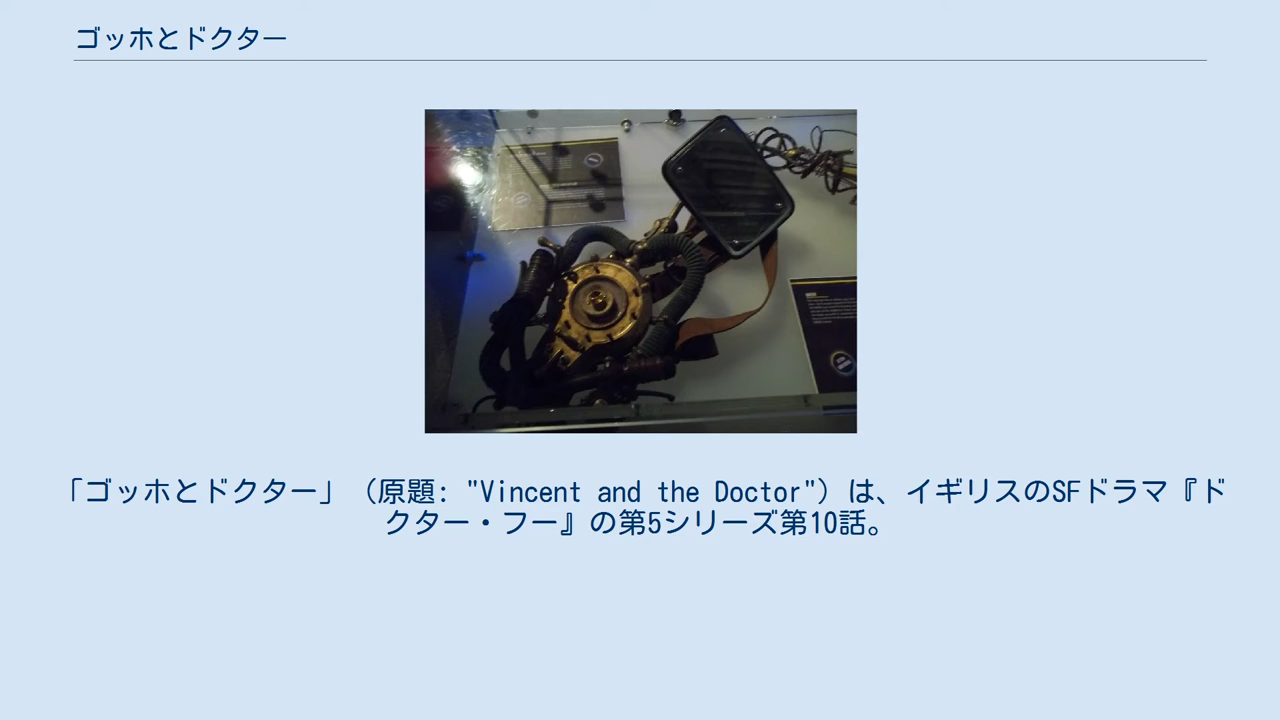 ゴッホとドクター
「ゴッホとドクター」（原題: "Vincent and the Doctor"）は、イギリスのSFドラマ『ド
クター・フー』の第5シリーズ第10話。